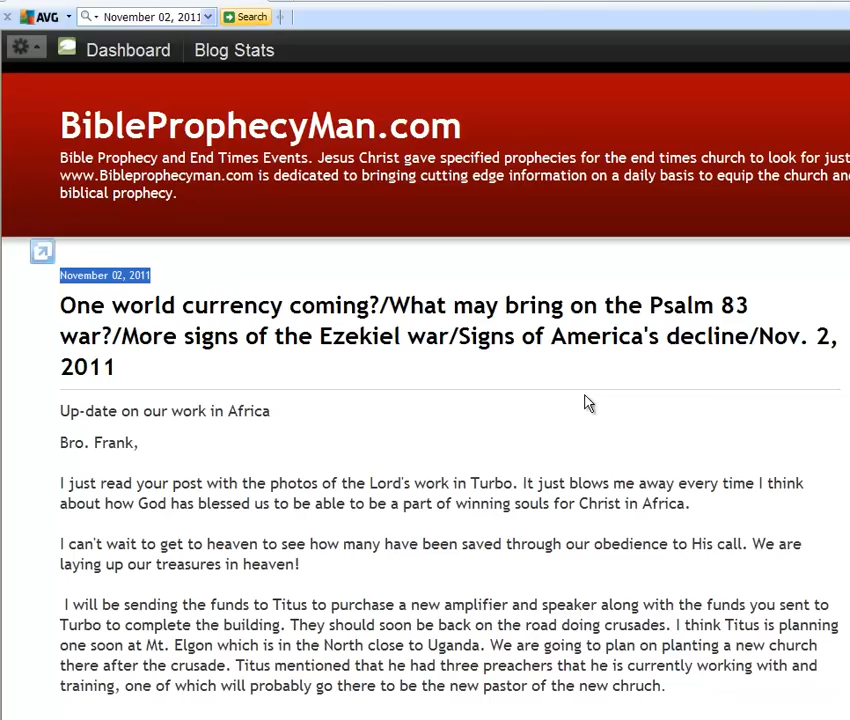 AVG November 02, 2011 Search
Dashboard Blog Stats
BibleProphecyMan.com
Bible Prophecy and End Times Events. Jesus Christ gave specified prophecies for the end times church to look for just
www.Bibleprophecyman.com is dedicated to bringing cutting edge information on a daily basis to equip the church and
biblical prophecy.
November 02, 2011
One world currency coming?/What may bring on the Psalm 83
war?/More signs of the Ezekiel war/Signs of America's decline/Nov. 2,
2011
Up-date on our work in Africa
Bro. Frank,
I just read your post with the photos of the Lord's work in Turbo. It just blows me away every time I think
about how God has blessed us to be able to be a part of winning souls for Christ in Africa.
I can't wait to get to heaven to see how many have been saved through our obedience to His call. We are
laying up our treasures in heaven!
I will be sending the funds to Titus to purchase a new amplifier and speaker along with the funds you sent to
Turbo to complete the building. They should soon be back on the road doing crusades. I think Titus is planning
one soon at Mt. Elgon which is in the North close to Uganda. We are going to plan on planting a new church
there after the crusade. Titus mentioned that he had three preachers that he is currently working with and
training, one of which will probably go there to be the new pastor of the new chruch.